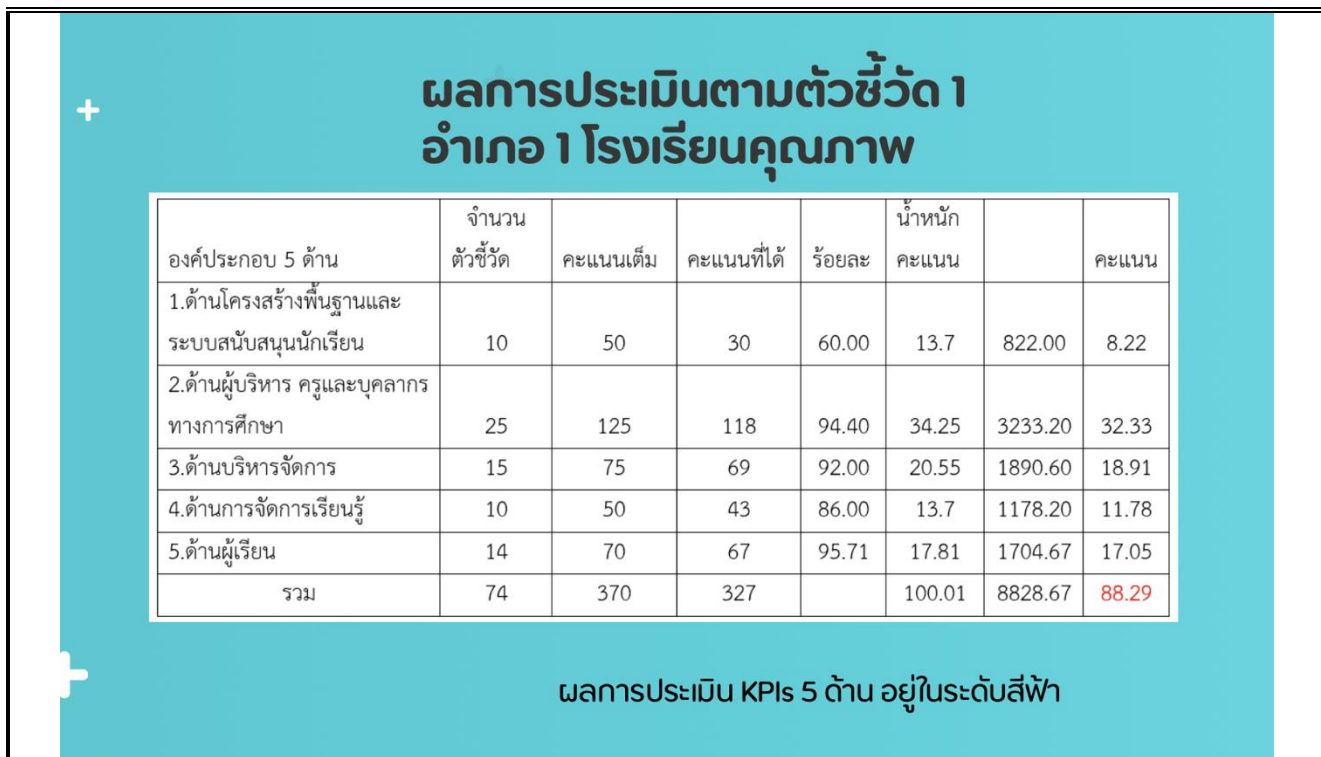 ผลการประเมินตามตัวชี้วัด 1
อำเภอ 1 โรงเรียนคุณภาพ
องค์ประกอบ 5 ด้าน จำนวนตัวชี้วัด คะแนนเต็ม คะแนนที่ได้ ร้อยละ น้ำหนักคะแนน คะแนน
1.ด้านโครงสร้างพื้นฐานและ
ระบบสนับสนุนนักเรียน 10 50 30 60.00 13.7 822.00 8.22
2.ด้านผู้บริหาร ครูและบุคลากร
ทางการศึกษา 25 125 118 94.40 34.25 3233.20 32.33
3.ด้านบริหารจัดการ 15 75 69 92.00 20.55 1890.60 18.91
4.ด้านการจัดการเรียนรู้ 10 50 43 86.00 13.7 1178.20 11.78
5.ด้านผู้เรียน 14 70 67 95.71 17.81 1704.67 17.05
รวม 74 370 327 100.01 8828.67 88.29
ผลการประเมิน KPIs 5 ด้าน อยู่ในระดับสีฟ้า